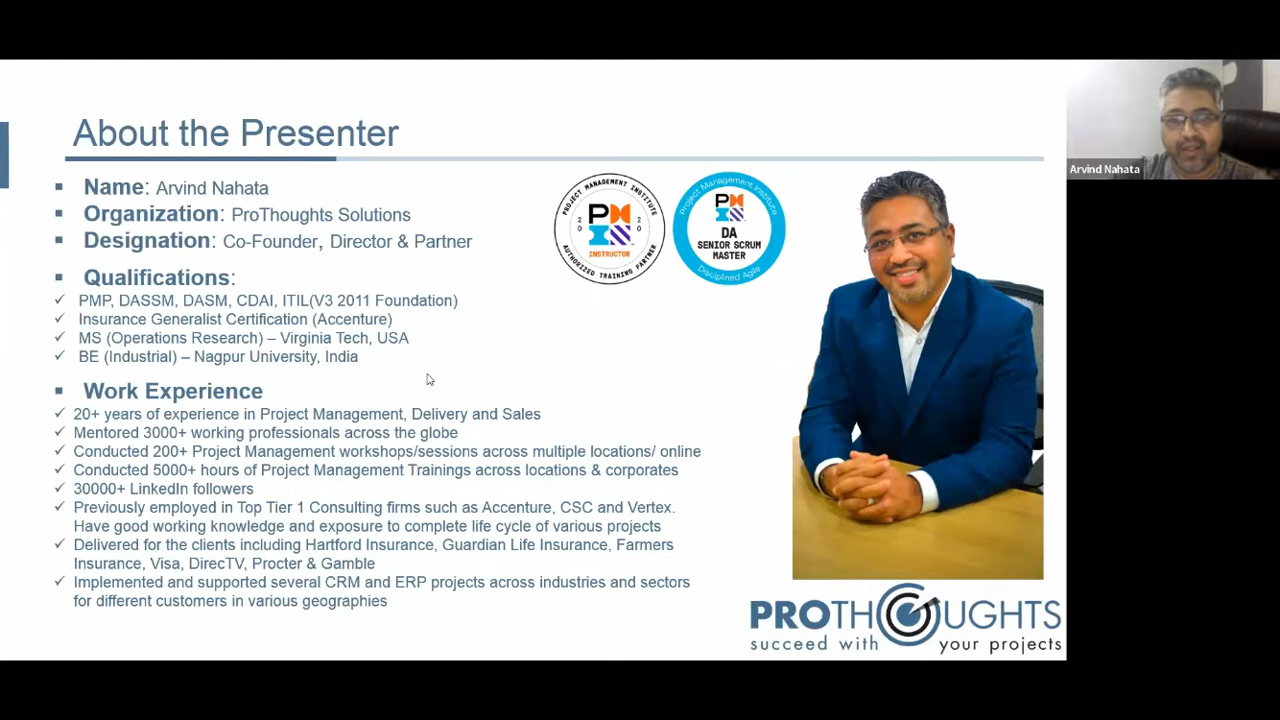 About the Presenter
Name: Arvind Nahata
Organization: ProThoughts Solutions
Designation: Co-Founder, Director & Partner
Qualifications:
PMP, DASSM, DASM, CDAI, ITIL(V3 2011 Foundation)
Insurance Generalist Certification (Accenture)
MS (Operations Research) – Virginia Tech, USA
BE (Industrial) – Nagpur University, India
Work Experience
20+ years of experience in Project Management, Delivery and Sales
Mentored 3000+ working professionals across the globe
Conducted 200+ Project Management workshops/sessions across multiple locations/ online
Conducted 5000+ hours of Project Management Trainings across locations & corporates
30000+ LinkedIn followers
Previously employed in Top Tier 1 Consulting firms such as Accenture, CSC and Vertex.
Have good working knowledge and exposure to complete life cycle of various projects
Delivered for the clients including Hartford Insurance, Guardian Life Insurance, Farmers
Insurance, Visa, DirecTV, Procter & Gamble
Implemented and supported several CRM and ERP projects across industries and sectors
for different customers in various geographies
PROJECT MANAGEMENT INSTITUTE
20 20
INSTRUCTOR
AUTHORIZED TRAINING PARTNER
Project Management Institute
DA
SENIOR SCRUM
MASTER
Disciplined Agile
Arvind Nahata
PROTHOUGHTS
succeed with your projects